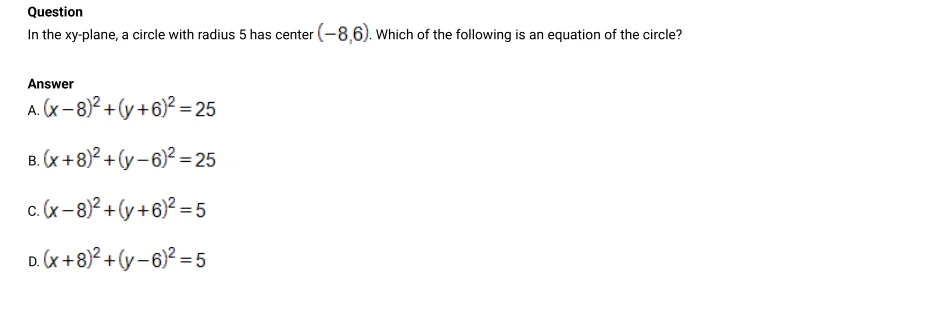 Question
In the xy-plane, a circle with radius 5 has center (−8,6). Which of the following is an equation of the circle?
Answer
A. (x−8)²+(y+6)²=25
B. (x+8)²+(y−6)²=25
C. (x−8)²+(y+6)²=5
D. (x+8)²+(y−6)²=5